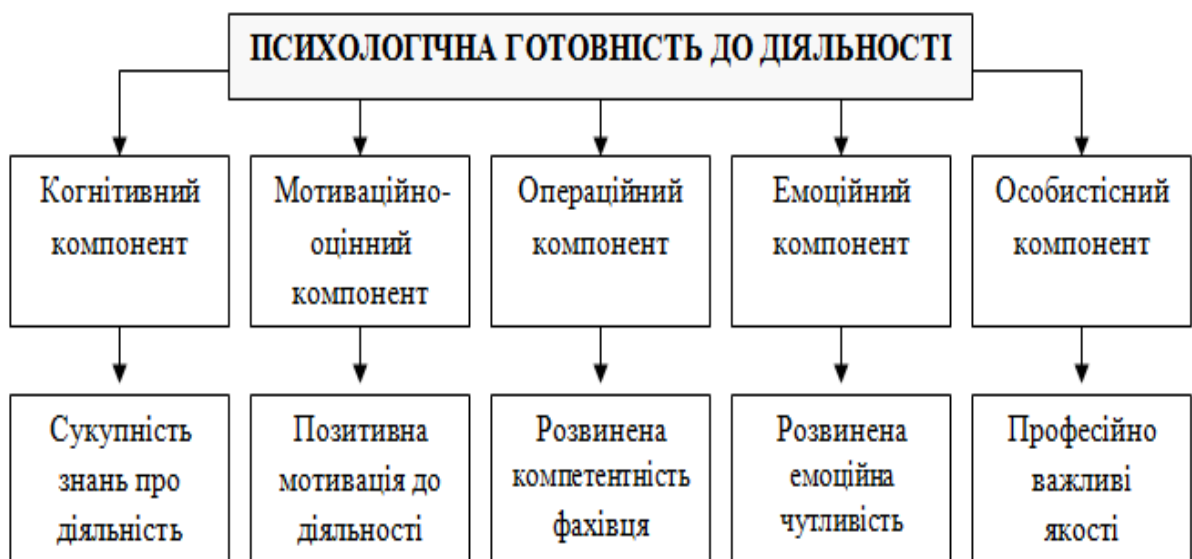 ПСИХОЛОГІЧНА ГОТОВНІСТЬ ДО ДІЯЛЬНОСТІ
Когнітивний
компонент
Мотиваційно-
оцінний
компонент
Операційний
компонент
Емоційний
компонент
Особистісний
компонент
Сукупність
знань про
діяльність
Позитивна
мотивація до
діяльності
Розвинена
компетентність
фахівця
Розвинена
емоційна
чутливість
Професійно
важливі
якості